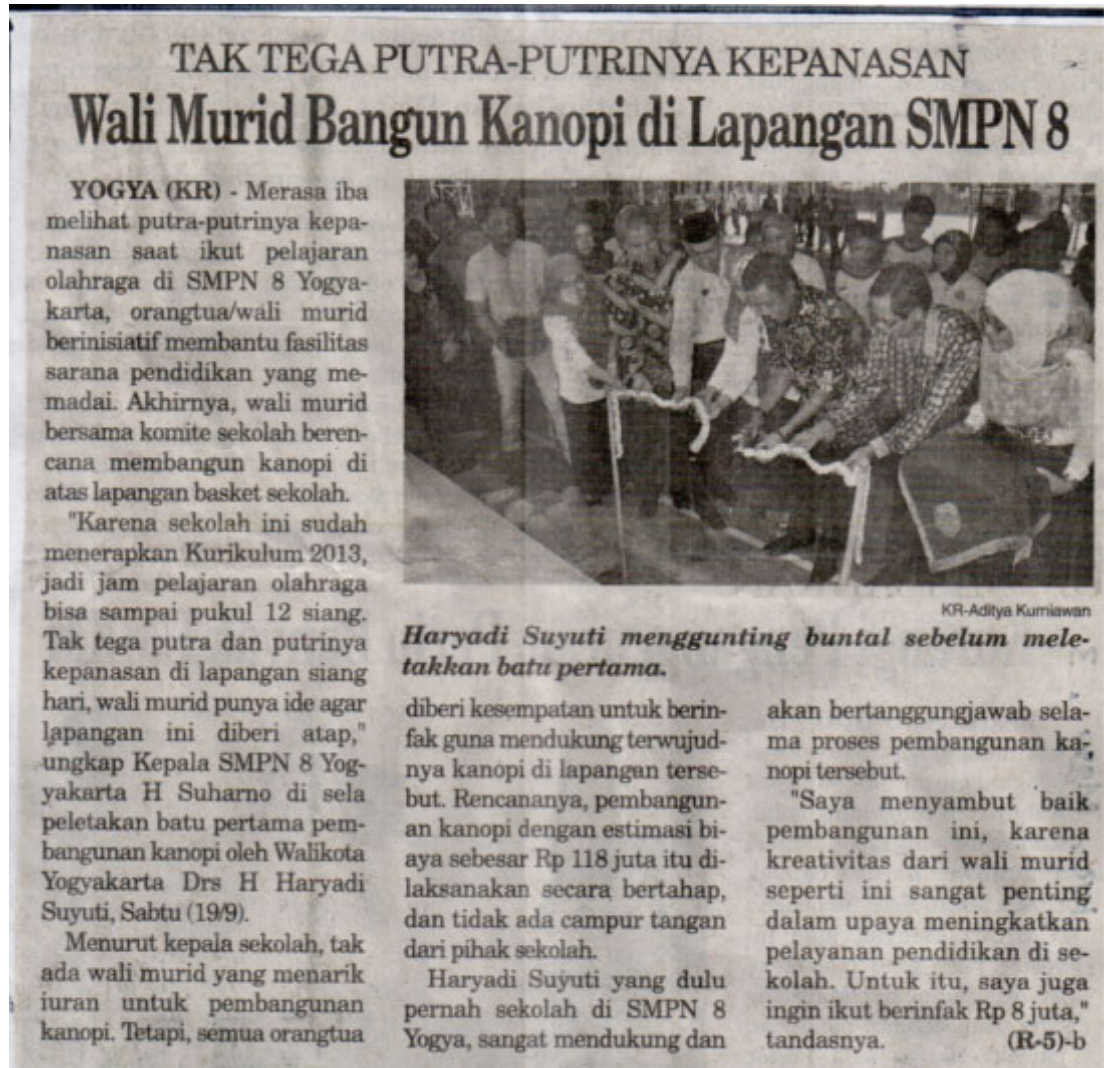 TAK TEGA PUTRA-PUTRINYA KEPANASAN
Wali Murid Bangun Kanopi di Lapangan SMPN 8
YOGYA (KR) - Merasa iba
melihat putra-putrinya kepa-
nasan saat ikut pelajaran
olahraga di SMPN 8 Yogya-
karta, orangtua/wali murid
berinisiatif membantu fasilitas
sarana pendidikan yang me-
madai. Akhirnya, wali murid
bersama komite sekolah beren-
cana membangun kanopi di
atas lapangan basket sekolah.
"Karena sekolah ini sudah
menerapkan Kurikulum 2013,
jadi jam pelajaran olahraga
bisa sampai pukul 12 siang.
Tak tega putra dan putrinya
kepanasan di lapangan siang
hari, wali murid punya ide agar
lapangan ini diberi atap,"
ungkap Kepala SMPN 8 Yog-
yakarta H Suharno di sela
peletakan batu pertama pem-
bangunan kanopi oleh Walikota
Yogyakarta Drs H Haryadi
Suyuti, Sabtu (19/9).
Menurut kepala sekolah, tak
ada wali murid yang menarik
iuran untuk pembangunan
kanopi. Tetapi, semua orangtua
KR-Aditya Kurniawan
Haryadi Suyuti menggunting buntal sebelum mele-
takkan batu pertama.
diberi kesempatan untuk berin-
fak guna mendukung terwujud-
nya kanopi di lapangan terse-
but. Rencananya, pembangun-
an kanopi dengan estimasi bi-
aya sebesar Rp 118 juta itu di-
laksanakan secara bertahap,
dan tidak ada campur tangan
dari pihak sekolah.
Haryadi Suyuti yang dulu
pernah sekolah di SMPN 8
Yogya, sangat mendukung dan
akan bertanggungjawab sela-
ma proses pembangunan ka-
nopi tersebut.
"Saya menyambut baik
pembangunan ini, karena
kreativitas dari wali murid
seperti ini sangat penting
dalam upaya meningkatkan
pelayanan pendidikan di se-
kolah. Untuk itu, saya juga
ingin ikut berinfak Rp 8 juta,"
tandasnya. (R-5)-b